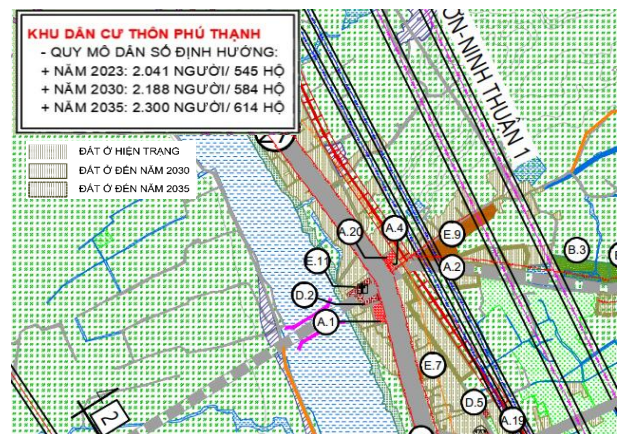 KHU DÂN CƯ THÔN PHÚ THẠNH
- QUY MÔ DÂN SỐ ĐỊNH HƯỚNG:
+ NĂM 2023: 2.041 NGƯỜI/ 545 HỘ
+ NĂM 2030: 2.188 NGƯỜI/ 584 HỘ
+ NĂM 2035: 2.300 NGƯỜI/ 614 HỘ
ĐẤT Ở HIỆN TRẠNG
ĐẤT Ở ĐẾN NĂM 2030
ĐẤT Ở ĐẾN NĂM 2035
ƠN-NINH THUẬN 1
A.20
A.4
E.9
E.11
A.2
B.3
D.2
A.1
E.7
D.5
A.19
2